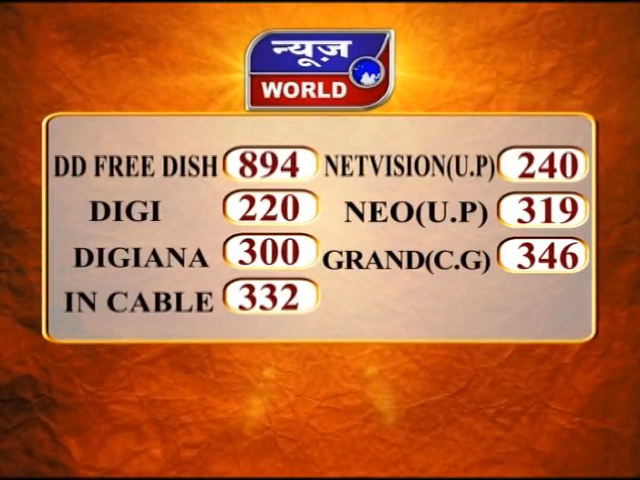 न्यूज़
WORLD
DD FREE DISH 894 NETVISION(U.P) 240
DIGI 220 NEO(U.P) 319
DIGIANA 300 GRAND(C.G) 346
IN CABLE 332